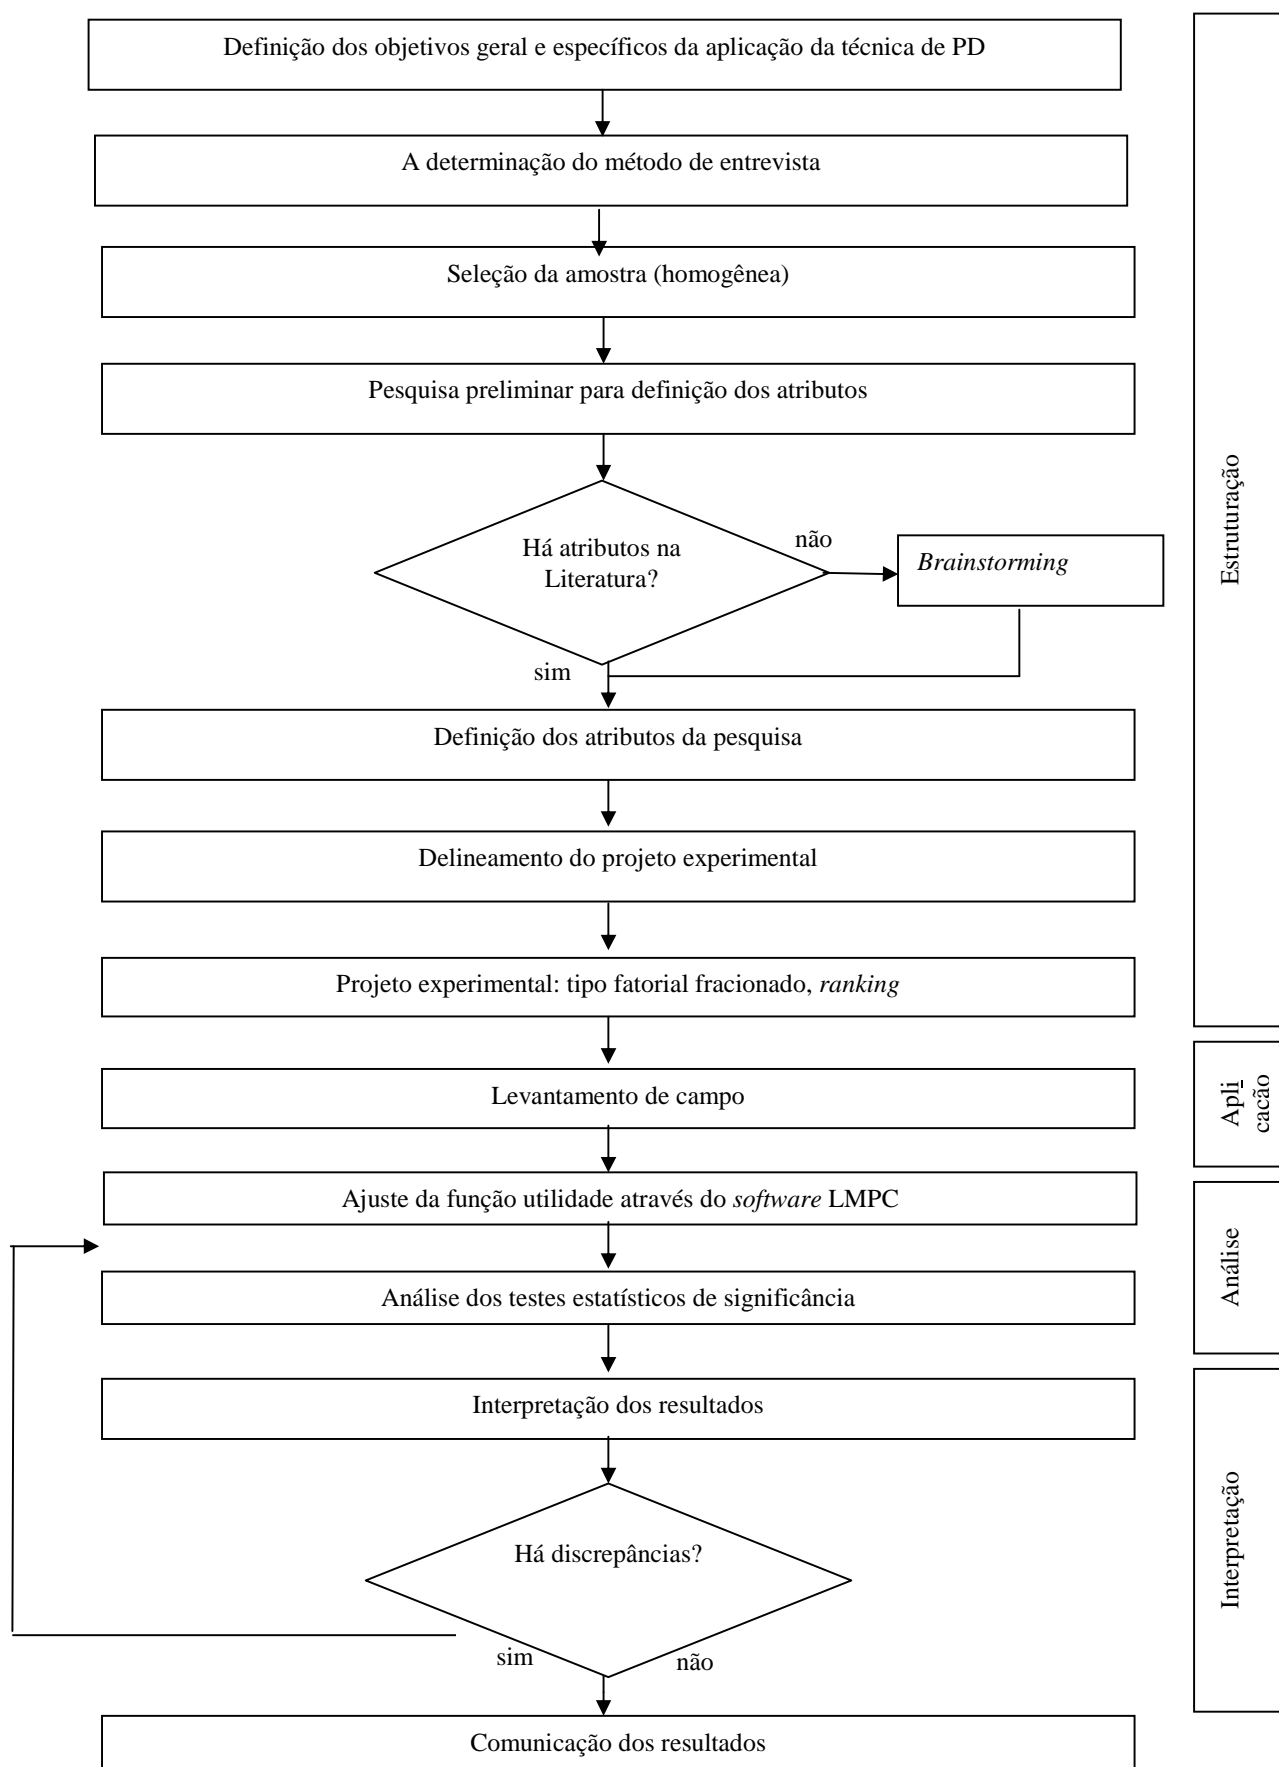 Definição dos objetivos geral e específicos da aplicação da técnica de PD
A determinação do método de entrevista
Seleção da amostra (homogênea)
Pesquisa preliminar para definição dos atributos
Há atributos na
Literatura?
não
Brainstorming
sim
Definição dos atributos da pesquisa
Delineamento do projeto experimental
Projeto experimental: tipo fatorial fracionado, ranking
Levantamento de campo
Ajuste da função utilidade através do software LMPC
Análise dos testes estatísticos de significância
Interpretação dos resultados
Há discrepâncias?
sim
não
Comunicação dos resultados
Estruturação
Apli
cacão
Análise
Interpretação